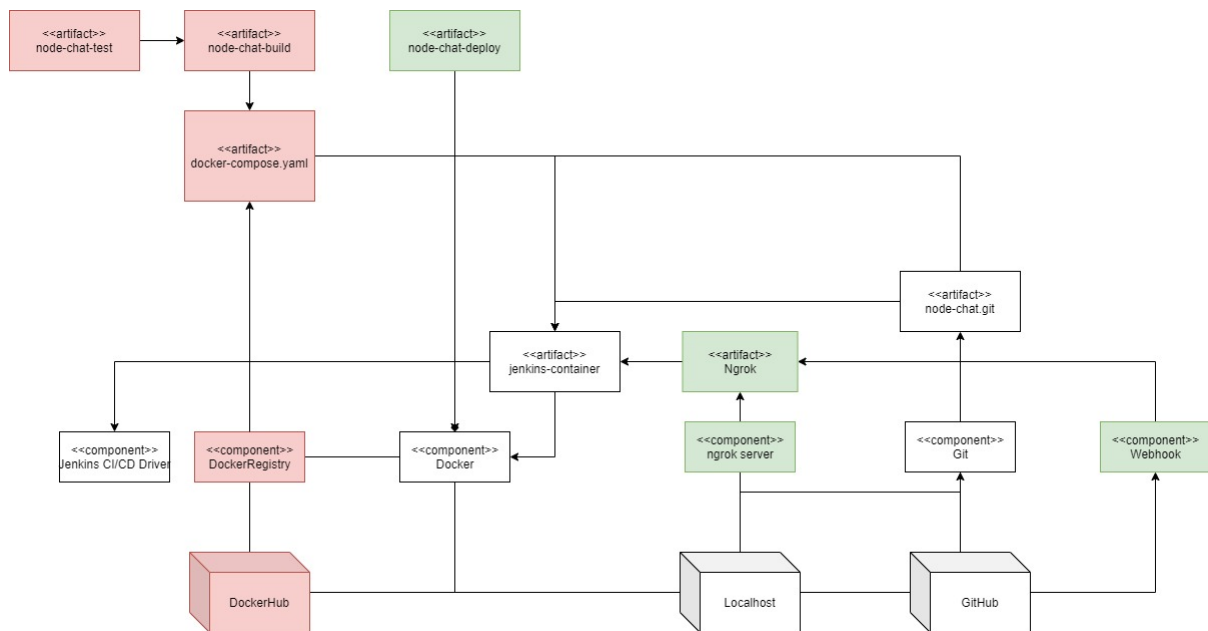 <<artifact>>
node-chat-test
<<artifact>>
node-chat-build
<<artifact>>
node-chat-deploy
<<artifact>>
docker-compose.yaml
<<artifact>>
node-chat.git
<<artifact>>
jenkins-container
<<artifact>>
Ngrok
<<component>>
Jenkins CI/CD Driver
<<component>>
DockerRegistry
<<component>>
Docker
<<component>>
ngrok server
<<component>>
Git
<<component>>
Webhook
DockerHub
Localhost
GitHub